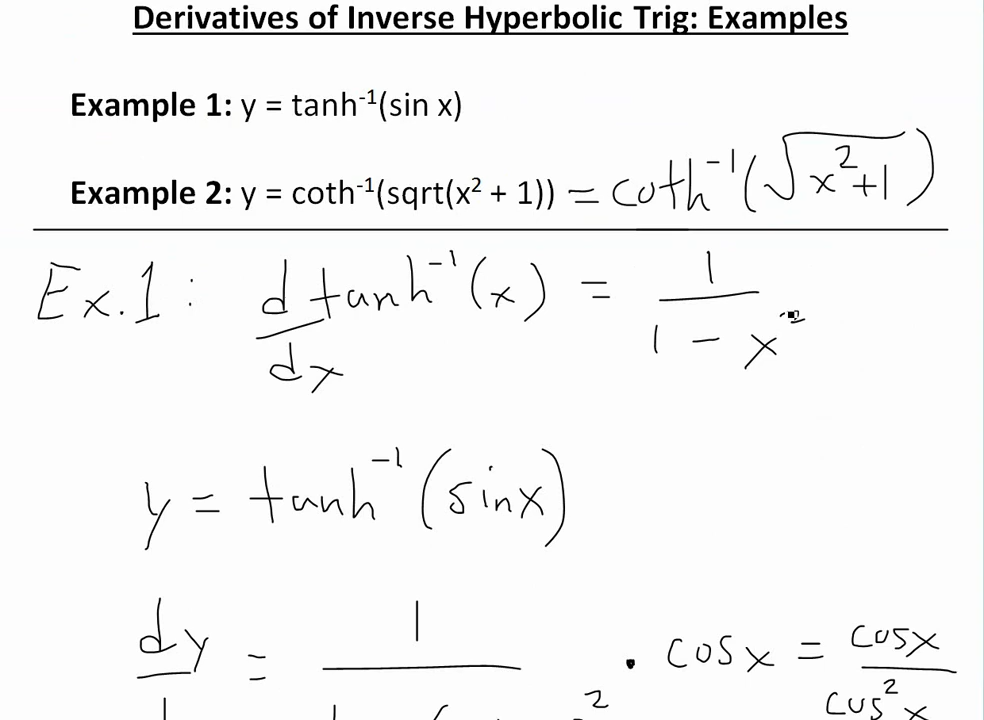 Derivatives of Inverse Hyperbolic Trig: Examples
Example 1: y = tanh⁻¹(sin x)
Example 2: y = coth⁻¹(sqrt(x² + 1)) = coth⁻¹(√(x²+1))
Ex.1 : d/dx tanh⁻¹(x) = 1/(1 - x²)
y = tanh⁻¹(sinx)
dy = 1 · cosx = cosx/cos²x